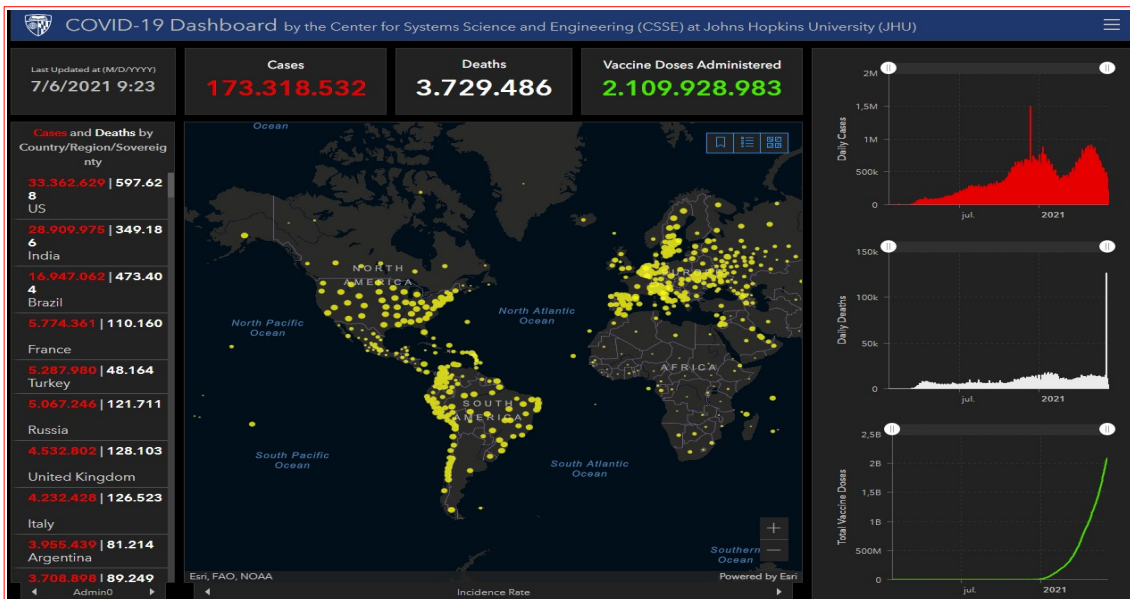 COVID-19 Dashboard by the Center for Systems Science and Engineering (CSSE) at Johns Hopkins University (JHU)
Last Updated at (M/D/YYYY)
7/6/2021 9:23
Cases
173.318.532
Deaths
3.729.486
Vaccine Doses Administered
2.109.928.983
Cases and Deaths by
Country/Region/Sovereig
nty
33.362.629 | 597.62
8
US
28.909.975 | 349.18
6
India
16.947.062 | 473.40
4
Brazil
5.774.361 | 110.160
France
5.287.980 | 48.164
Turkey
5.067.246 | 121.711
Russia
4.532.802 | 128.103
United Kingdom
4.232.428 | 126.523
Italy
3.955.439 | 81.214
Argentina
3.708.898 | 89.249
Admin0
Ocean
NORTH
AMERICA
North Pacific
Ocean
North Atlantic
Ocean
AFRICA
SOUTH
AMERICA
South Pacific
Ocean
South Atlantic
Ocean
Southern
Ocean
Esri, FAO, NOAA
Powered by Esri
Incidence Rate
Daily Cases
2M
1,5M
1M
500k
0
jul.
2021
Daily Deaths
150k
100k
50k
0
jul.
2021
Total Vaccine Doses
2,5B
2B
1,5B
1B
500M
0
jul.
2021